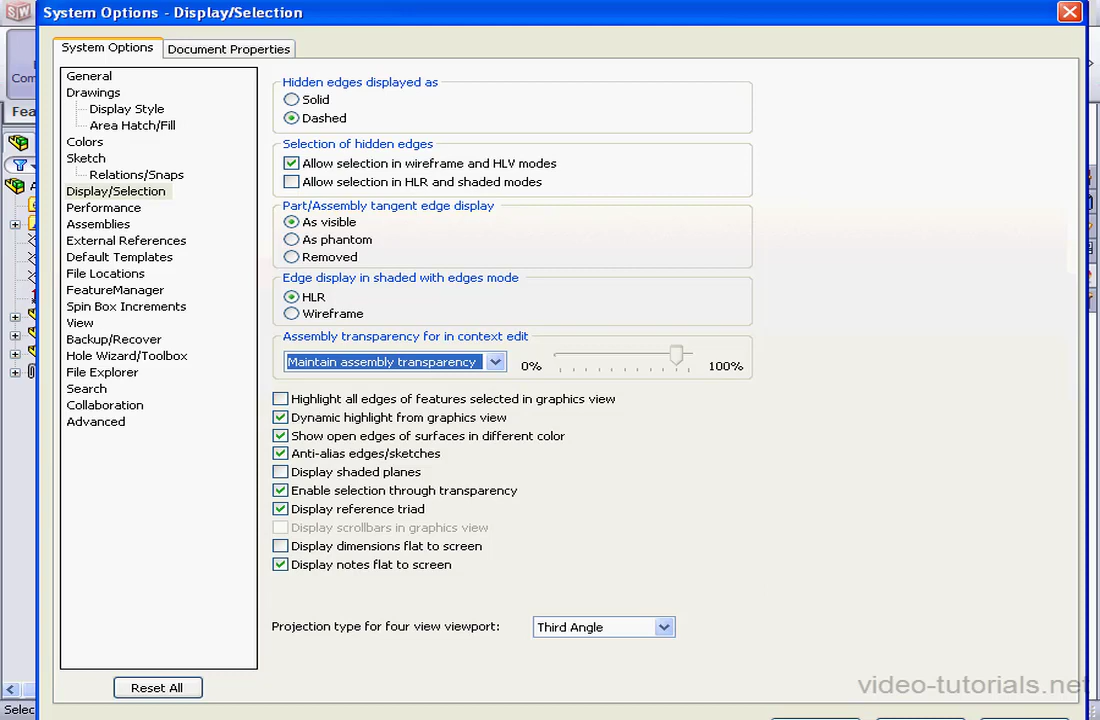 SW
System Options - Display/Selection
System Options
Document Properties
Com
Fea
General
Drawings
Display Style
Area Hatch/Fill
Colors
Sketch
Relations/Snaps
Display/Selection
Performance
Assemblies
External References
Default Templates
File Locations
FeatureManager
Spin Box Increments
View
Backup/Recover
Hole Wizard/Toolbox
File Explorer
Search
Collaboration
Advanced
Reset All
Hidden edges displayed as
Solid
Dashed
Selection of hidden edges
Allow selection in wireframe and HLV modes
Allow selection in HLR and shaded modes
Part/Assembly tangent edge display
As visible
As phantom
Removed
Edge display in shaded with edges mode
HLR
Wireframe
Assembly transparency for in context edit
Maintain assembly transparency
0%
100%
Highlight all edges of features selected in graphics view
Dynamic highlight from graphics view
Show open edges of surfaces in different color
Anti-alias edges/sketches
Display shaded planes
Enable selection through transparency
Display reference triad
Display scrollbars in graphics view
Display dimensions flat to screen
Display notes flat to screen
Projection type for four view viewport:
Third Angle
Selec
video-tutorials.net